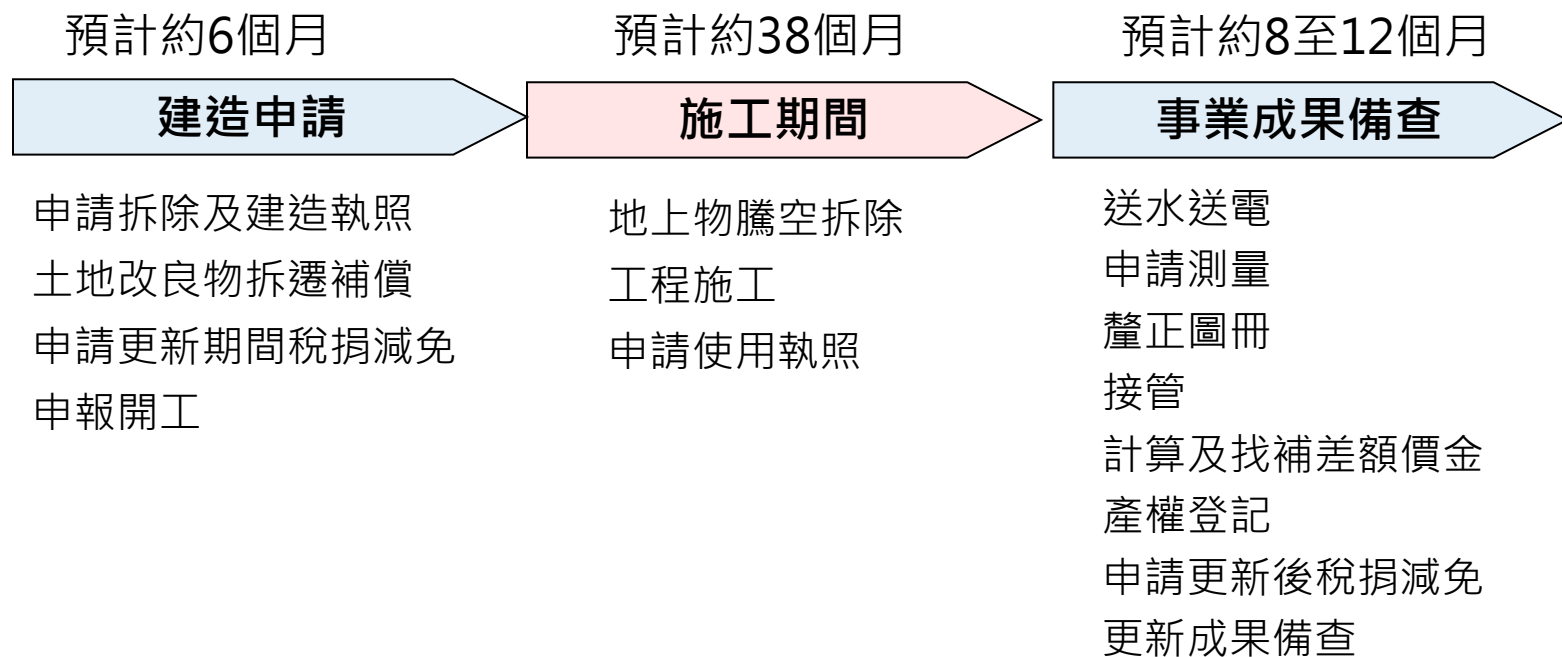 預計約6個月
建造申請
申請拆除及建造執照
土地改良物拆遷補償
申請更新期間稅捐減免
申報開工
預計約38個月
施工期間
地上物騰空拆除
工程施工
申請使用執照
預計約8至12個月
事業成果備查
送水送電
申請測量
釐正圖冊
接管
計算及找補差額價金
產權登記
申請更新後稅捐減免
更新成果備查